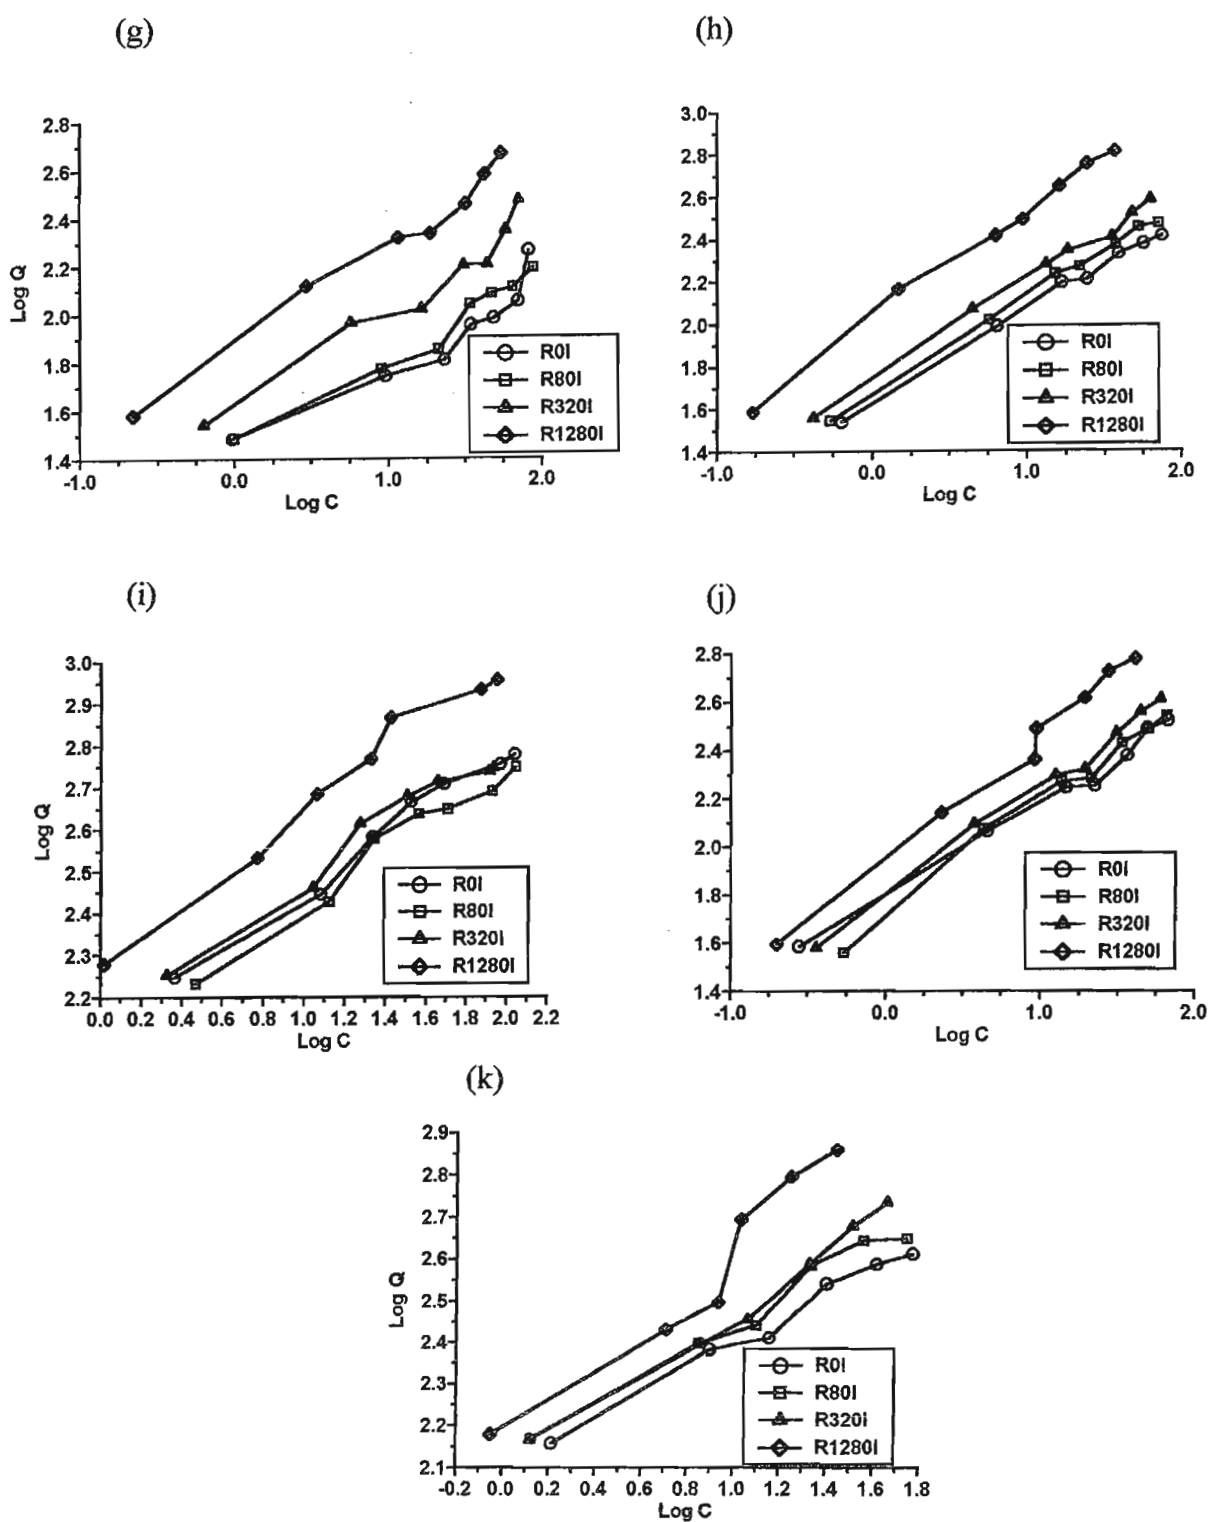 (g)
2.8
2.6
2.4
2.2
2.0
1.8
1.6
1.4
Log Q
-1.0 0.0 1.0 2.0
Log C
R0I
R80I
R320I
R1280I
(h)
3.0
2.8
2.6
2.4
2.2
2.0
1.8
1.6
1.4
-1.0 0.0 1.0 2.0
Log C
R0I
R80I
R320I
R1280I
(i)
3.0
2.9
2.8
2.7
2.6
2.5
2.4
2.3
2.2
Log Q
0.0 0.4 0.6 0.8 1.0 1.2 1.4 1.6 1.8 2.0 2.2
Log C
R0I
R80I
R320I
R1280I
(j)
2.8
2.6
2.4
2.2
2.0
1.8
1.6
1.4
-1.0 0.0 1.0 2.0
Log C
R0I
R80I
R320I
R1280I
(k)
2.9
2.8
2.7
2.6
2.5
2.4
2.3
2.2
2.1
Log Q
-0.2 0.0 0.2 0.4 0.6 0.8 1.0 1.2 1.4 1.6 1.8
Log C
R0I
R80I
R320I
R1280I